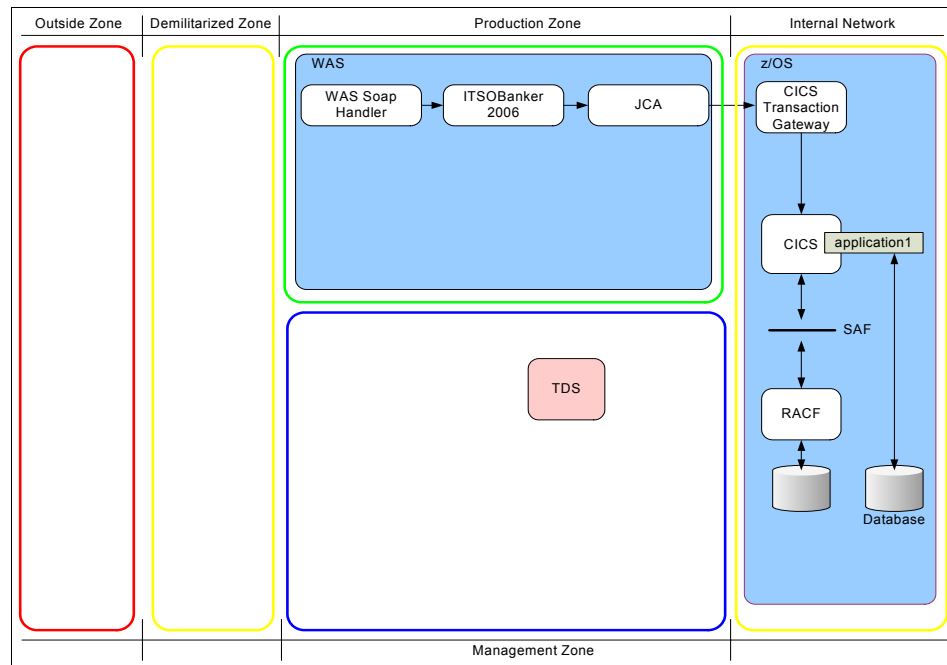 Outside Zone
Demilitarized Zone
Production Zone
Internal Network
WAS
z/OS
WAS Soap
Handler
ITSOBanker
2006
JCA
CICS
Transaction
Gateway
CICS
application1
SAF
TDS
RACF
Database
Management Zone